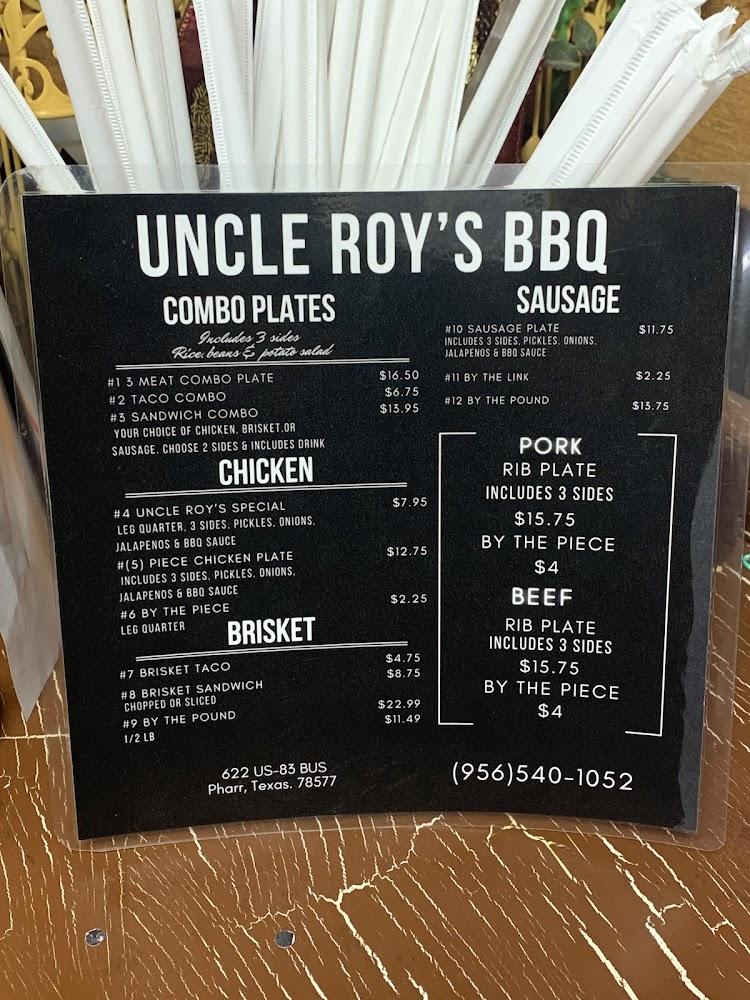 UNCLE ROY'S BBQ
COMBO PLATES
Includes 3 sides
Rice, beans & potato salad
#1 3 MEAT COMBO PLATE $16.50
#2 TACO COMBO $6.75
#3 SANDWICH COMBO $13.95
YOUR CHOICE OF CHICKEN, BRISKET,OR
SAUSAGE. CHOOSE 2 SIDES & INCLUDES DRINK
CHICKEN
#4 UNCLE ROY'S SPECIAL $7.95
LEG QUARTER, 3 SIDES, PICKLES, ONIONS,
JALAPENOS & BBQ SAUCE
#(5) PIECE CHICKEN PLATE $12.75
INCLUDES 3 SIDES, PICKLES, ONIONS,
JALAPENOS & BBQ SAUCE
#6 BY THE PIECE $2.25
LEG QUARTER
BRISKET
#7 BRISKET TACO $4.75
#8 BRISKET SANDWICH $8.75
CHOPPED OR SLICED
#9 BY THE POUND $22.99
1/2 LB $11.49
SAUSAGE
#10 SAUSAGE PLATE $11.75
INCLUDES 3 SIDES, PICKLES, ONIONS,
JALAPENOS & BBQ SAUCE
#11 BY THE LINK $2.25
#12 BY THE POUND $13.75
PORK
RIB PLATE
INCLUDES 3 SIDES
$15.75
BY THE PIECE
$4
BEEF
RIB PLATE
INCLUDES 3 SIDES
$15.75
BY THE PIECE
$4
622 US-83 BUS
Pharr, Texas. 78577
(956)540-1052